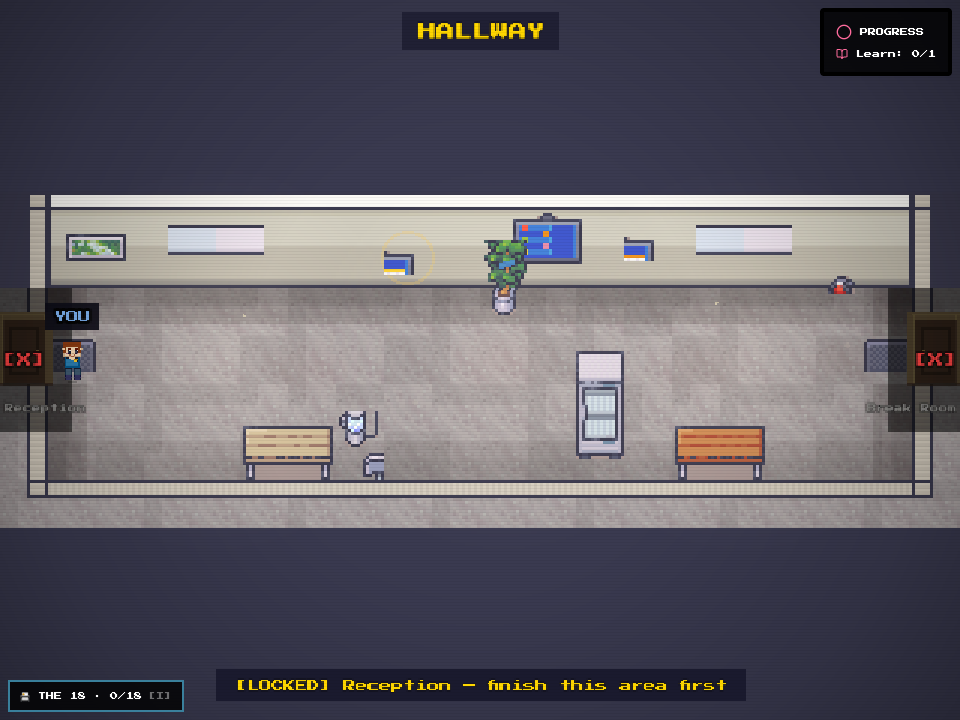 HALLWAY
PROGRESS
Learn: 0/1
YOU
[X]
[X]
Reception
Break Room
THE 18 · 0/18 [I]
[LOCKED] Reception — finish this area first